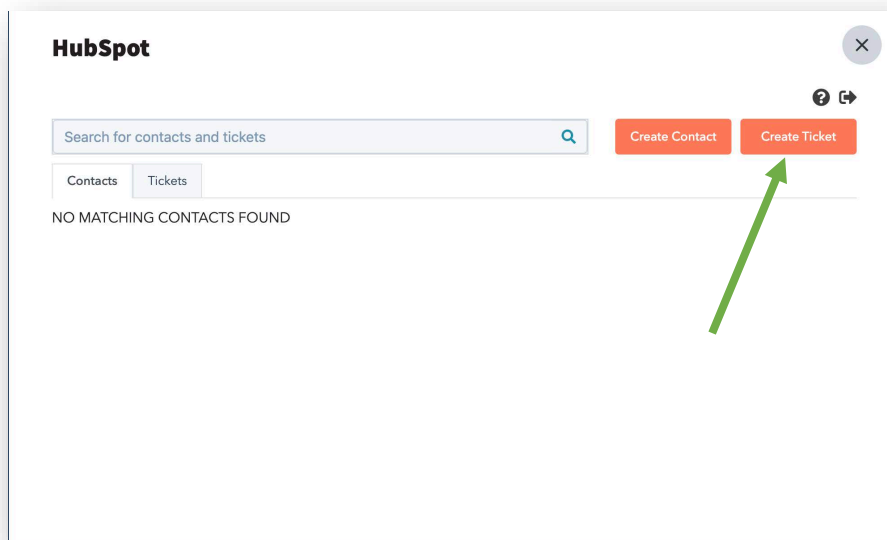 HubSpot
Search for contacts and tickets
Create Contact
Create Ticket
Contacts
Tickets
NO MATCHING CONTACTS FOUND